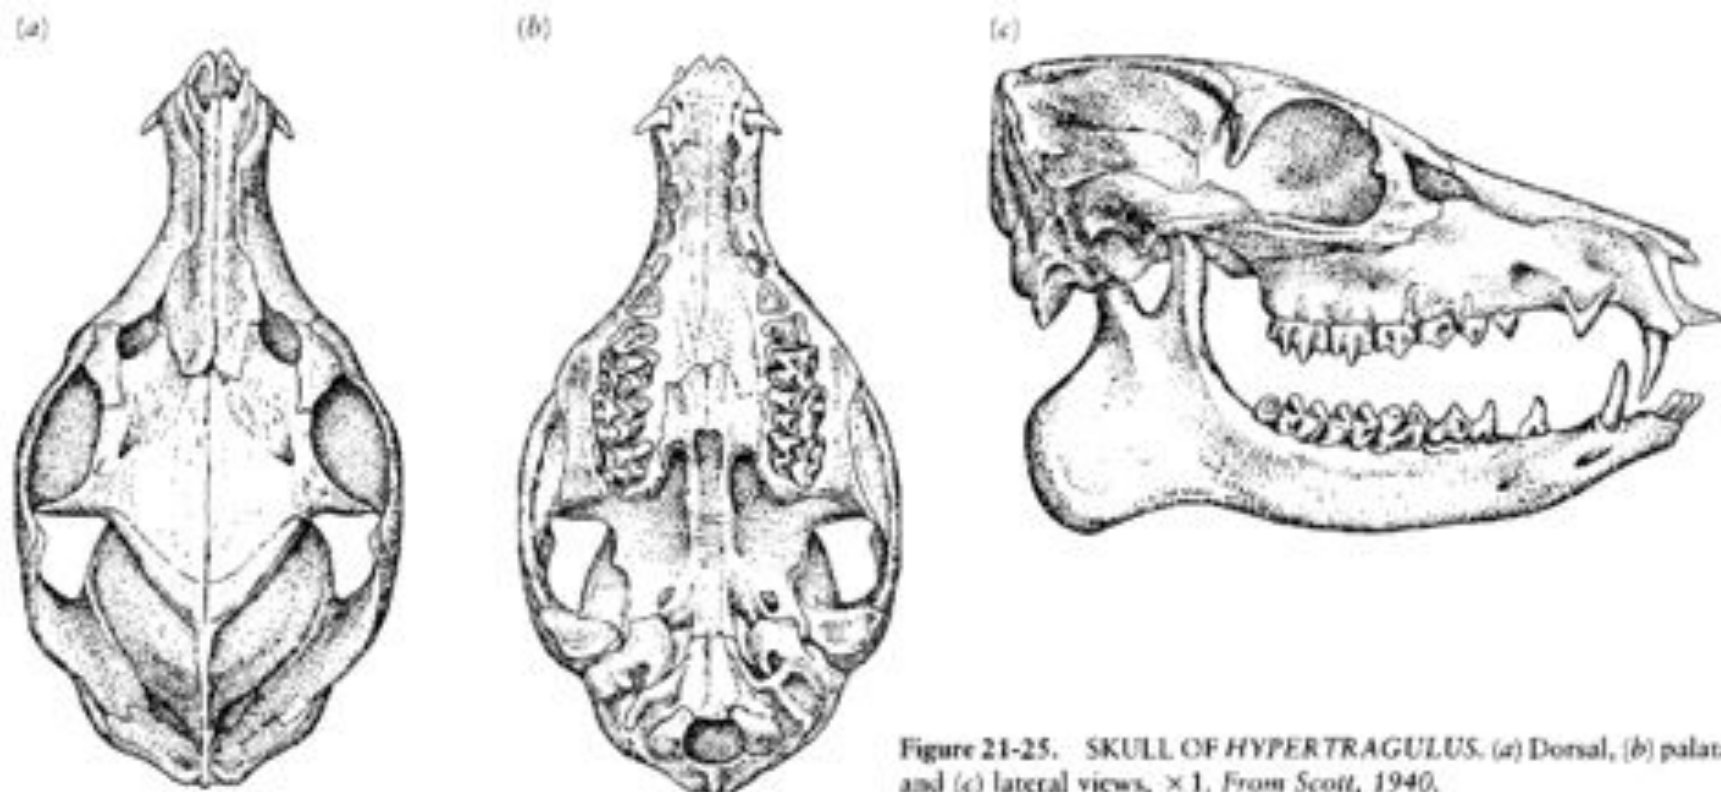 (a)
(b)
(c)
Figure 21-25. SKULL OF HYPERTRAGULUS. (a) Dorsal, (b) palat
and (c) lateral views, × 1. From Scott, 1940.